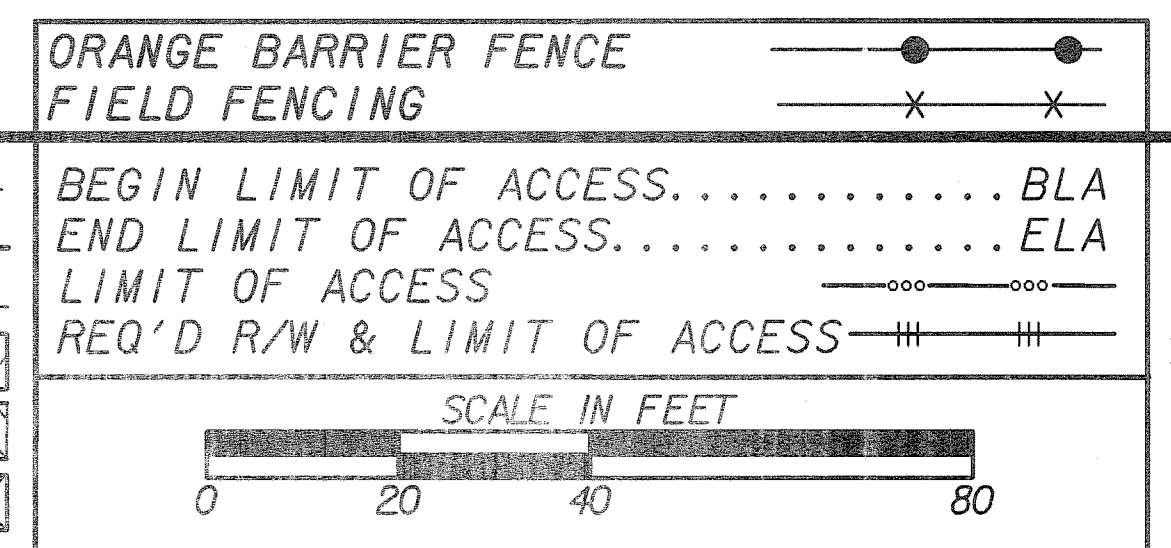 ORANGE BARRIER FENCE
FIELD FENCING
BEGIN LIMIT OF ACCESS.............BLA
END LIMIT OF ACCESS...............ELA
LIMIT OF ACCESS
REQ'D R/W & LIMIT OF ACCESS
SCALE IN FEET
0 20 40 80